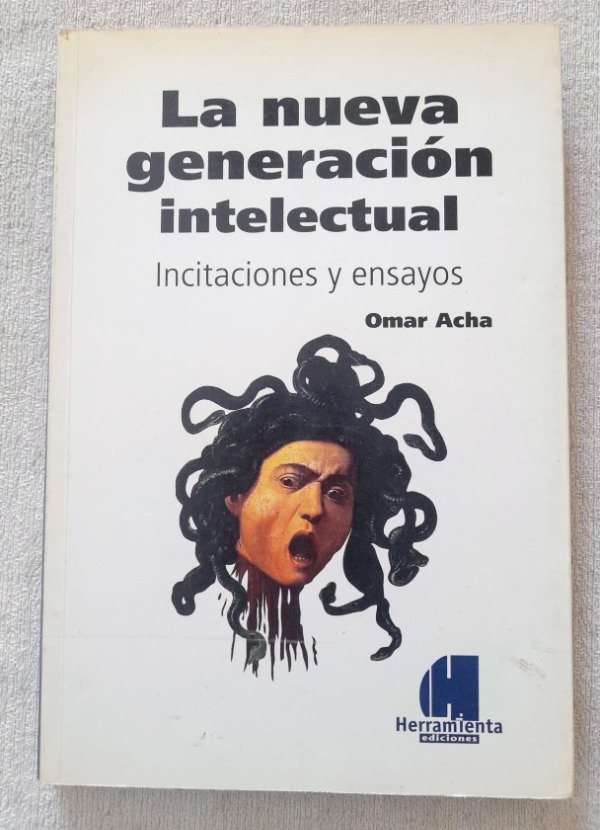 La nueva
generación
intelectual
Incitaciones y ensayos
Omar Acha
Herramienta
ediciones